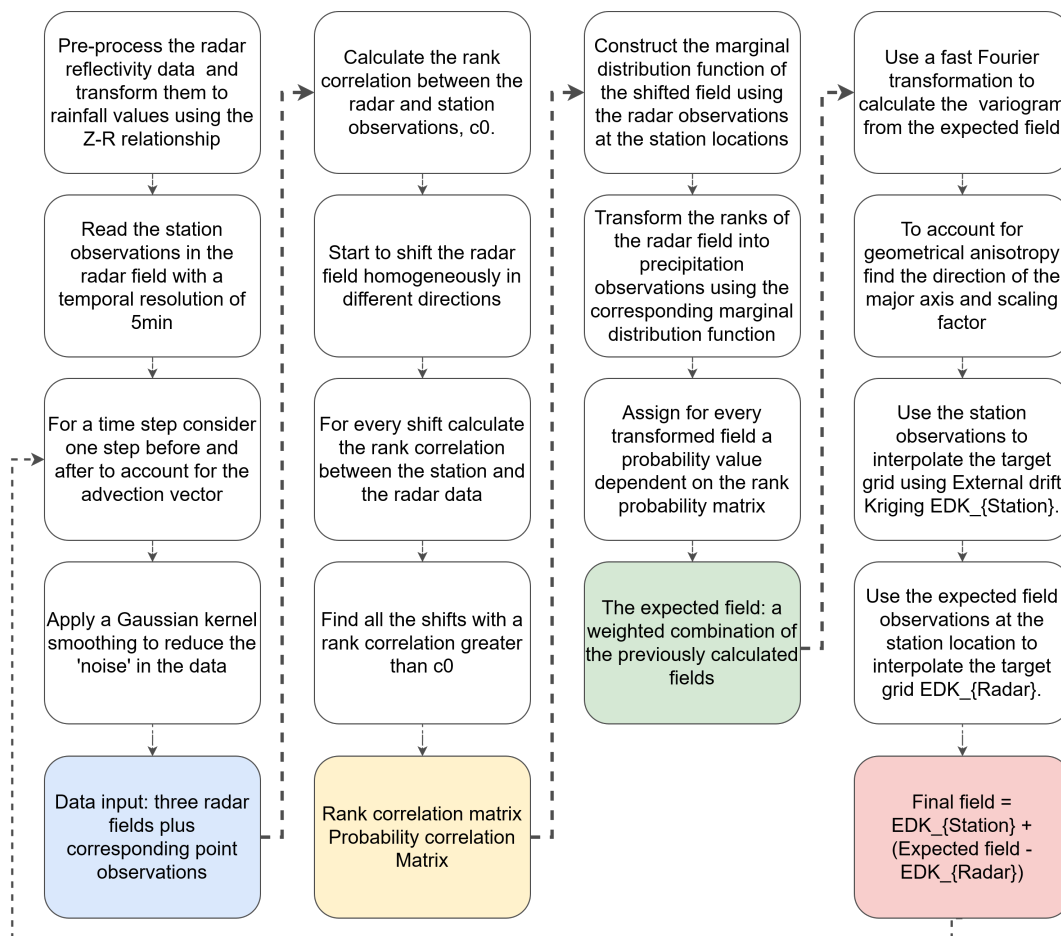 Pre-process the radar
reflectivity data and
transform them to
rainfall values using the
Z-R relationship
Read the station
observations in the
radar field with a
temporal resolution of
5min
For a time step consider
one step before and
after to account for the
advection vector
Apply a Gaussian kernel
smoothing to reduce the
'noise' in the data
Data input: three radar
fields plus
corresponding point
observations
Calculate the rank
correlation between the
radar and station
observations, c0.
Start to shift the radar
field homogeneously in
different directions
For every shift calculate
the rank correlation
between the station and
the radar data
Find all the shifts with a
rank correlation greater
than c0
Rank correlation matrix
Probability correlation
Matrix
Construct the marginal
distribution function of
the shifted field using
the radar observations
at the station locations
Transform the ranks of
the radar field into
precipitation
observations using the
corresponding marginal
distribution function
Assign for every
transformed field a
probability value
dependent on the rank
probability matrix
The expected field: a
weighted combination of
the previously calculated
fields
Use a fast Fourier
transformation to
calculate the variogram
from the expected field
To account for
geometrical anisotropy
find the direction of the
major axis and scaling
factor
Use the station
observations to
interpolate the target
grid using External drift
Kriging EDK_{Station}.
Use the expected field
observations at the
station location to
interpolate the target
grid EDK_{Radar}.
Final field =
EDK_{Station} +
(Expected field -
EDK_{Radar})